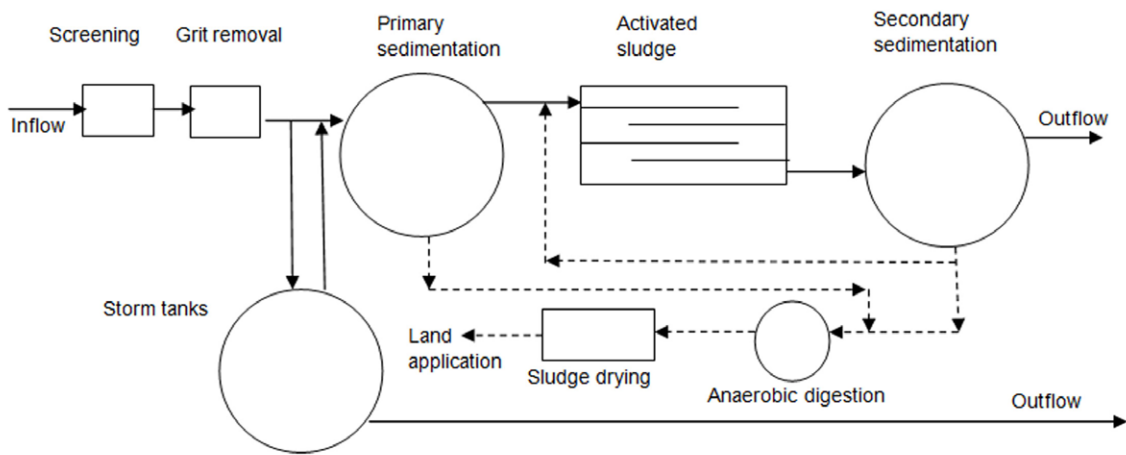 Screening
Grit removal
Primary
sedimentation
Activated
sludge
Secondary
sedimentation
Inflow
Outflow
Storm tanks
Land
application
Sludge drying
Anaerobic digestion
Outflow